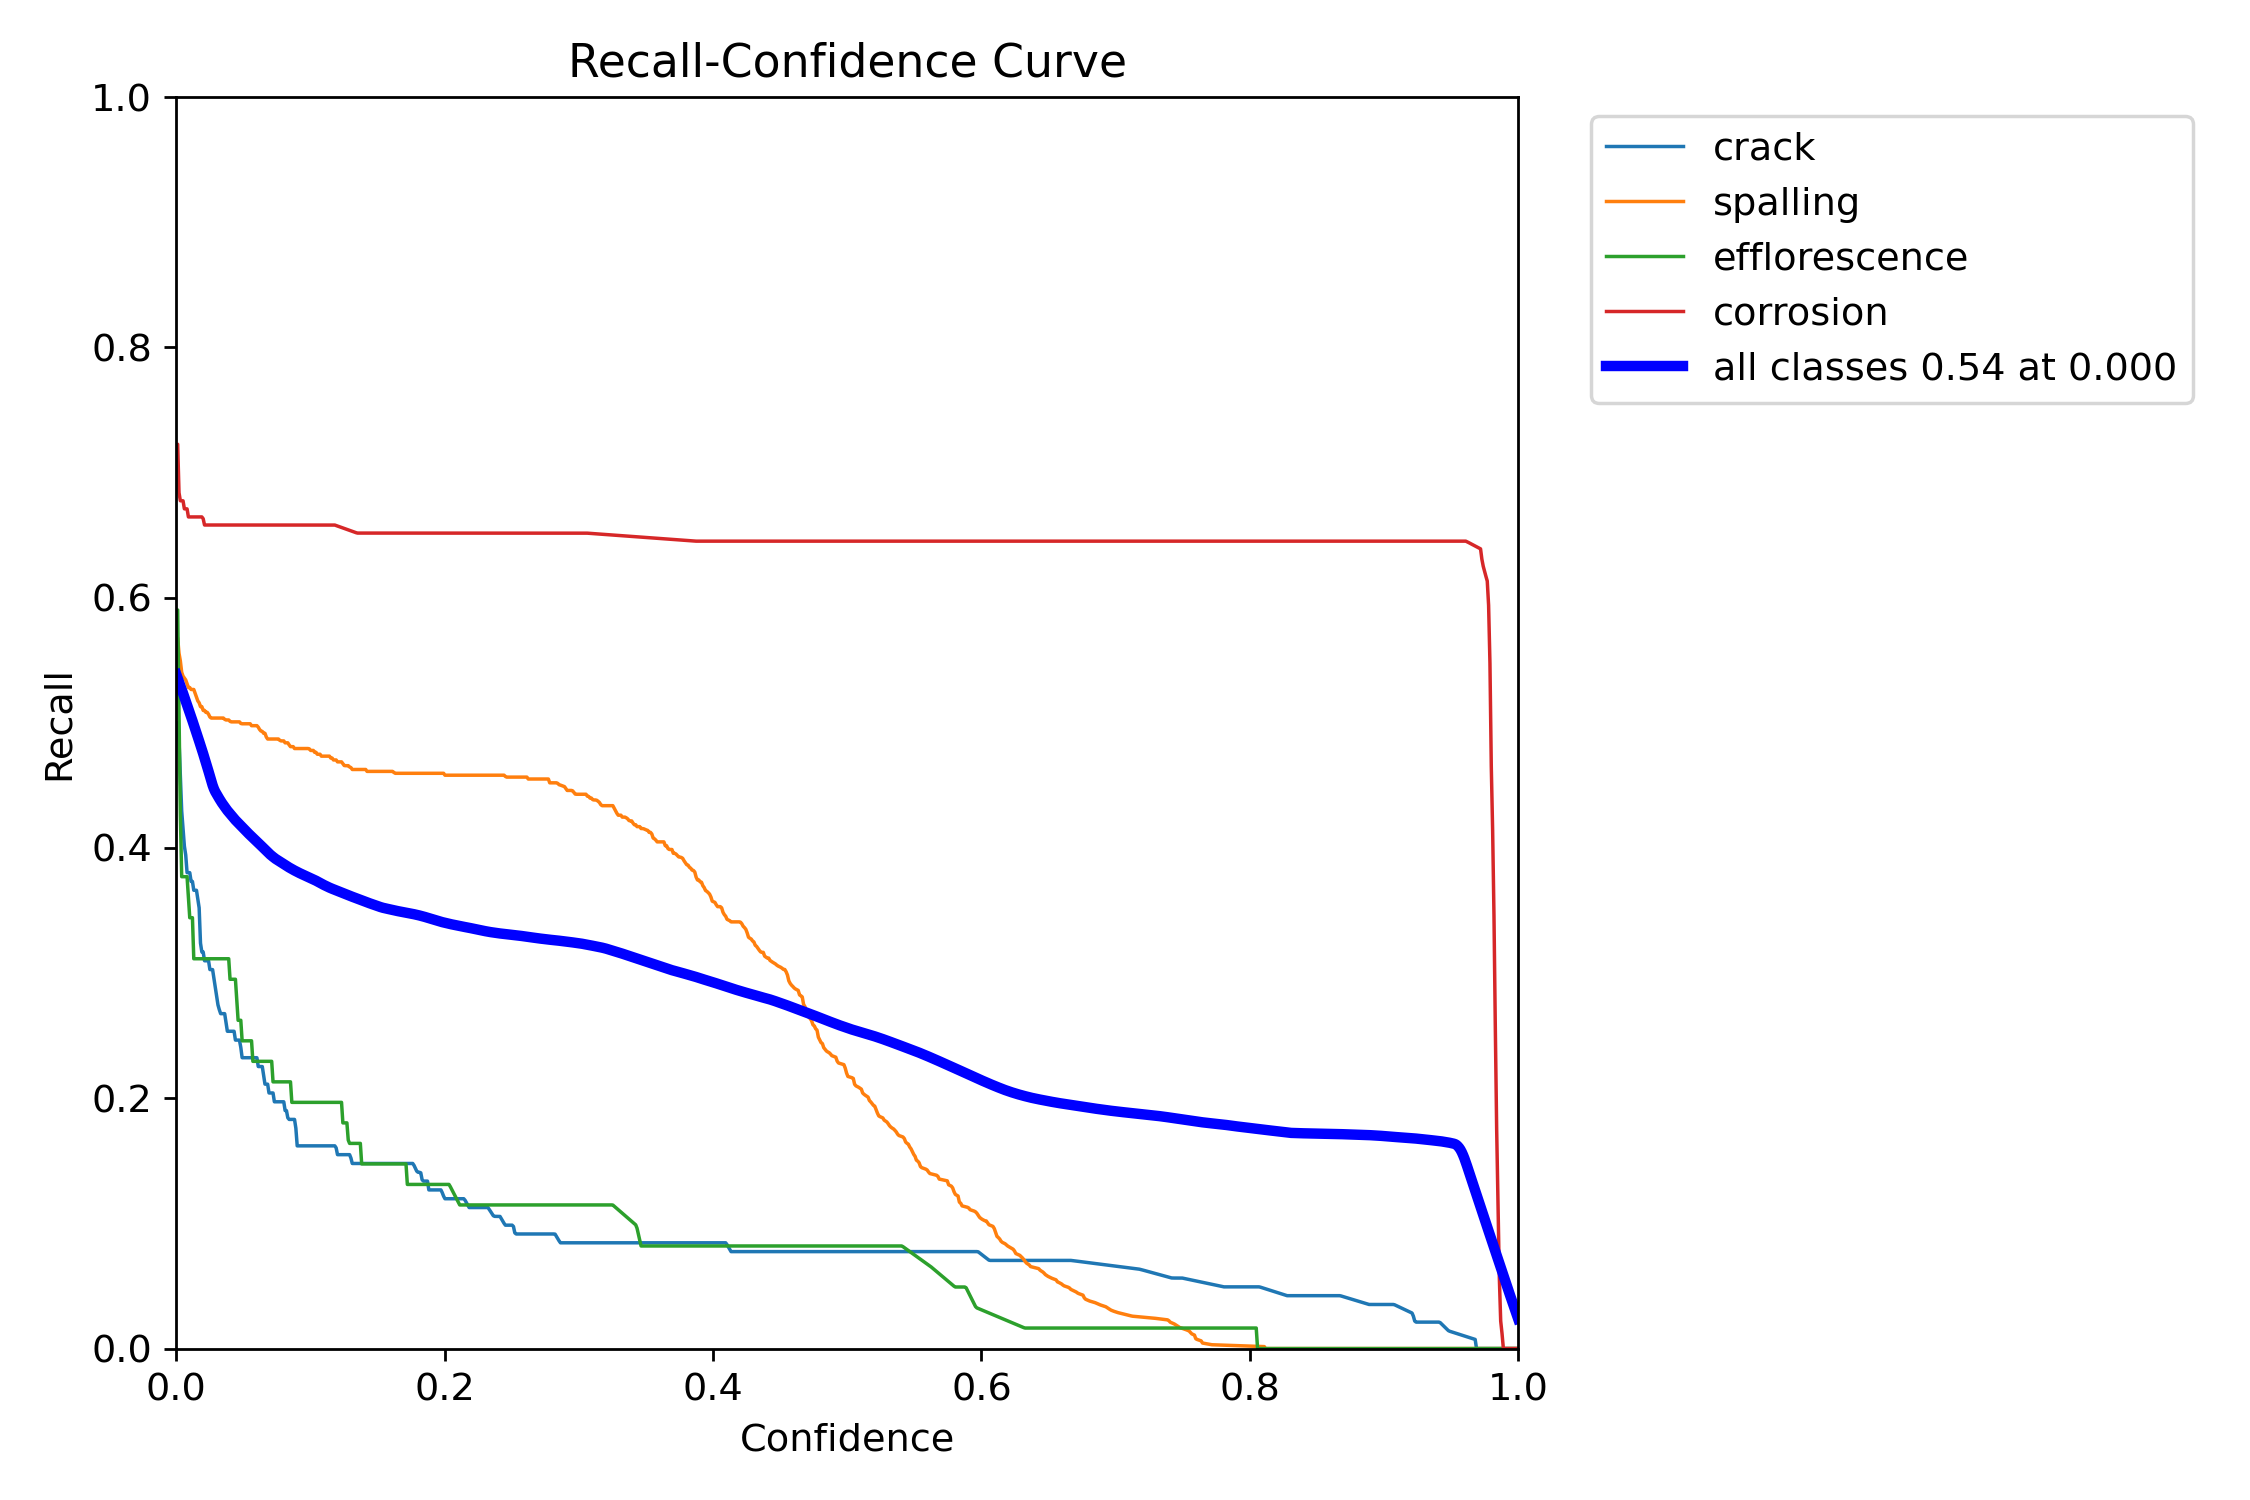 Recall-Confidence Curve
1.0
0.8
0.6
0.4
0.2
0.0
Recall
0.0 0.2 0.4 0.6 0.8 1.0
Confidence
crack
spalling
efflorescence
corrosion
all classes 0.54 at 0.000